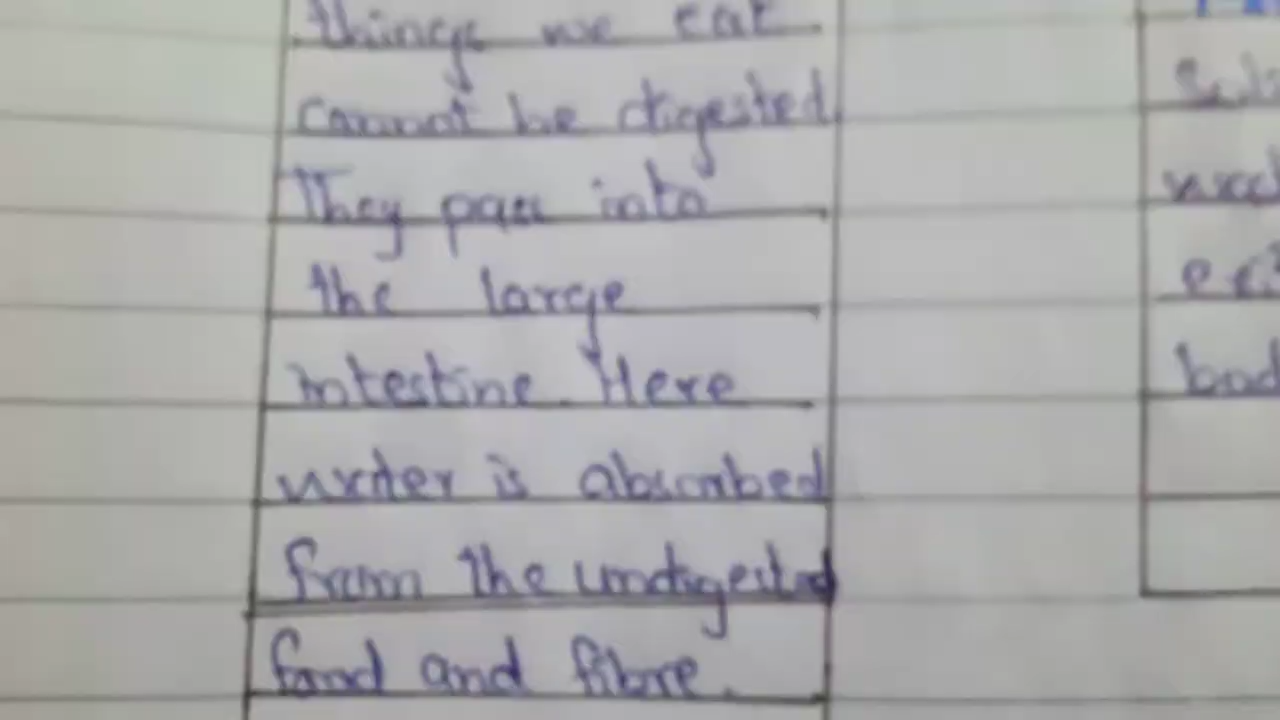 things we eat
cannot be digested
They pass into
the large
intestine. Here
water is absorbed
from the undigested
food and fibre.